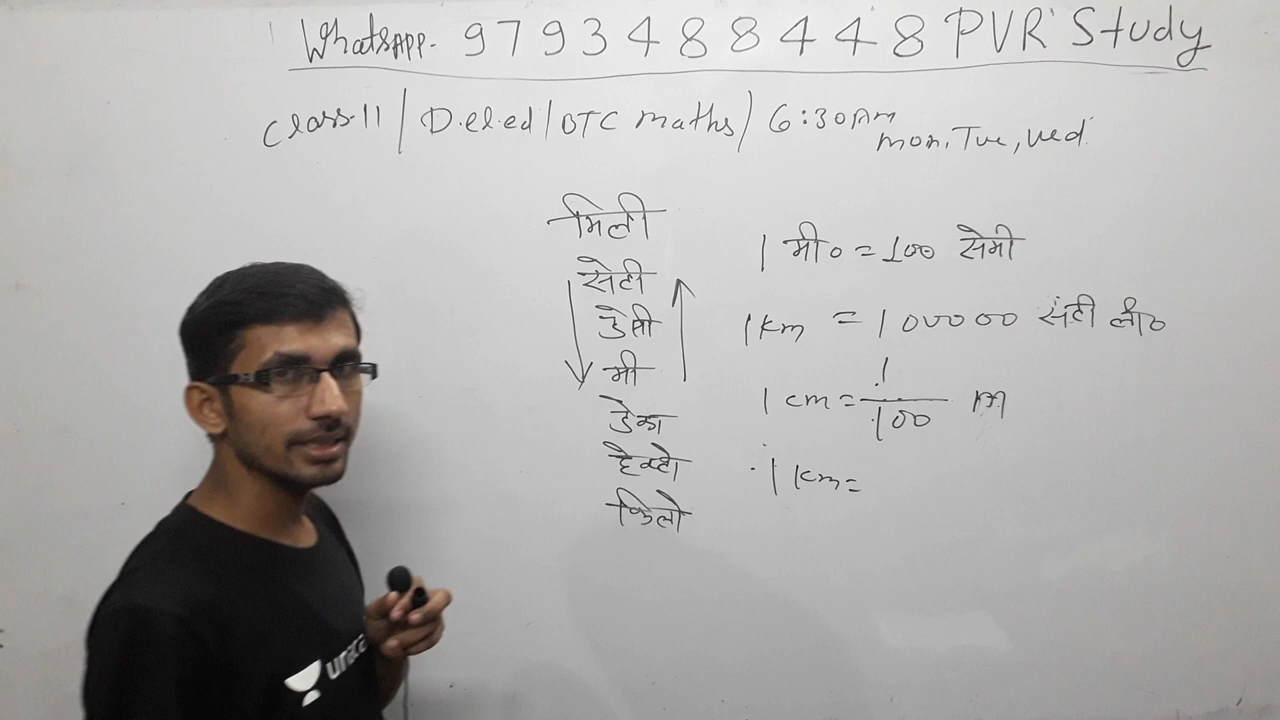 WhatsAPP. 9793488448 PVR Study
Class-11 / D.el.ed / BTC maths / 6:30AM
mon, Tue, wed.
मिली
सेटी
डेसी
मी
डेका
हेक्टो
किलो
1 मी० = 100 सेमी
1 km = 100000 सेंटी मी०
1 cm = 1/100 m
1 km =
una